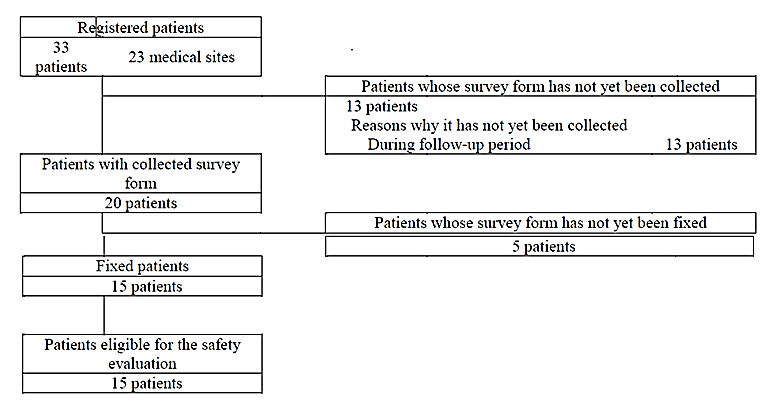 Registered patients
33
patients
23 medical sites
Patients whose survey form has not yet been collected
13 patients
Reasons why it has not yet been collected
During follow-up period 13 patients
Patients with collected survey
form
20 patients
Patients whose survey form has not yet been fixed
5 patients
Fixed patients
15 patients
Patients eligible for the safety
evaluation
15 patients